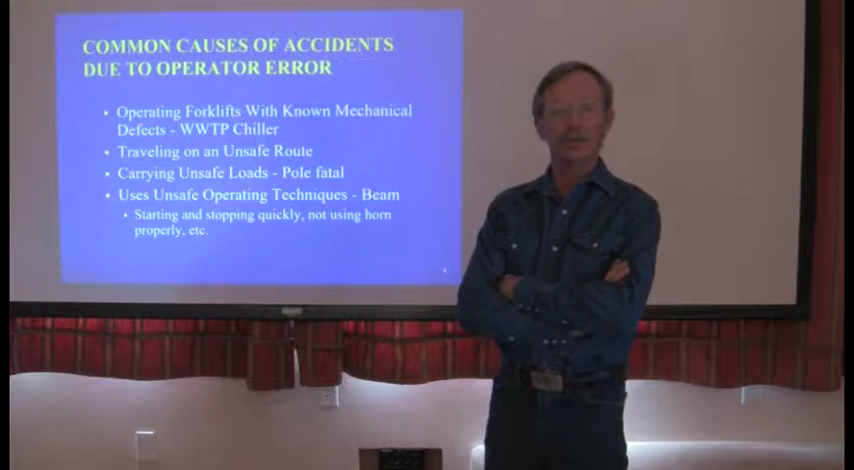 COMMON CAUSES OF ACCIDENTS
DUE TO OPERATOR ERROR
• Operating Forklifts With Known Mechanical
Defects - WWTP Chiller
• Traveling on an Unsafe Route
• Carrying Unsafe Loads - Pole fatal
• Uses Unsafe Operating Techniques - Beam
• Starting and stopping quickly, not using horn
properly, etc.